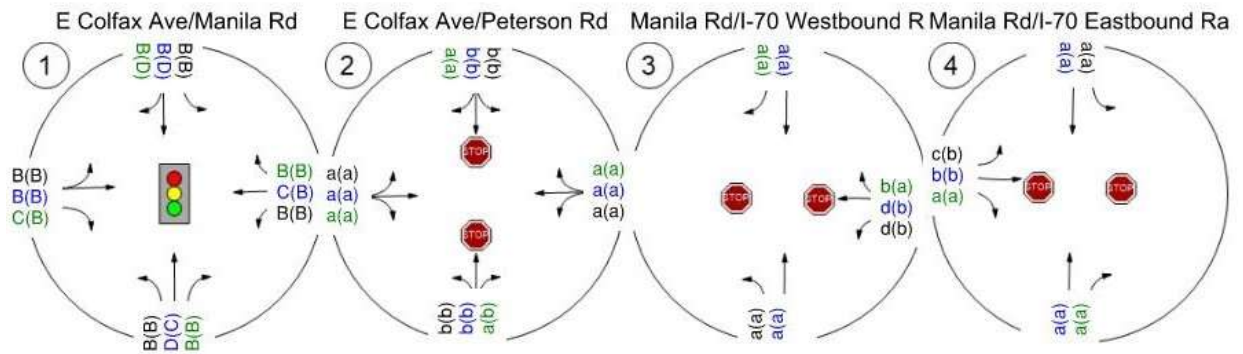 E Colfax Ave/Manila Rd
E Colfax Ave/Peterson Rd
Manila Rd/I-70 Westbound R
Manila Rd/I-70 Eastbound Ra
1
B(D) B(D) B(B)
B(B)
B(B)
C(B)
B(B)
C(B)
B(B)
B(B) D(C) B(B)
2
a(a) b(b) b(b)
STOP
a(a)
a(a)
a(a)
a(a)
a(a)
a(a)
STOP
b(b) b(b) a(b)
3
a(a) a(a)
STOP
STOP
b(a)
d(b)
d(b)
a(a) a(a)
4
a(a) a(a)
c(b)
b(b)
a(a)
STOP
STOP
a(a) a(a)